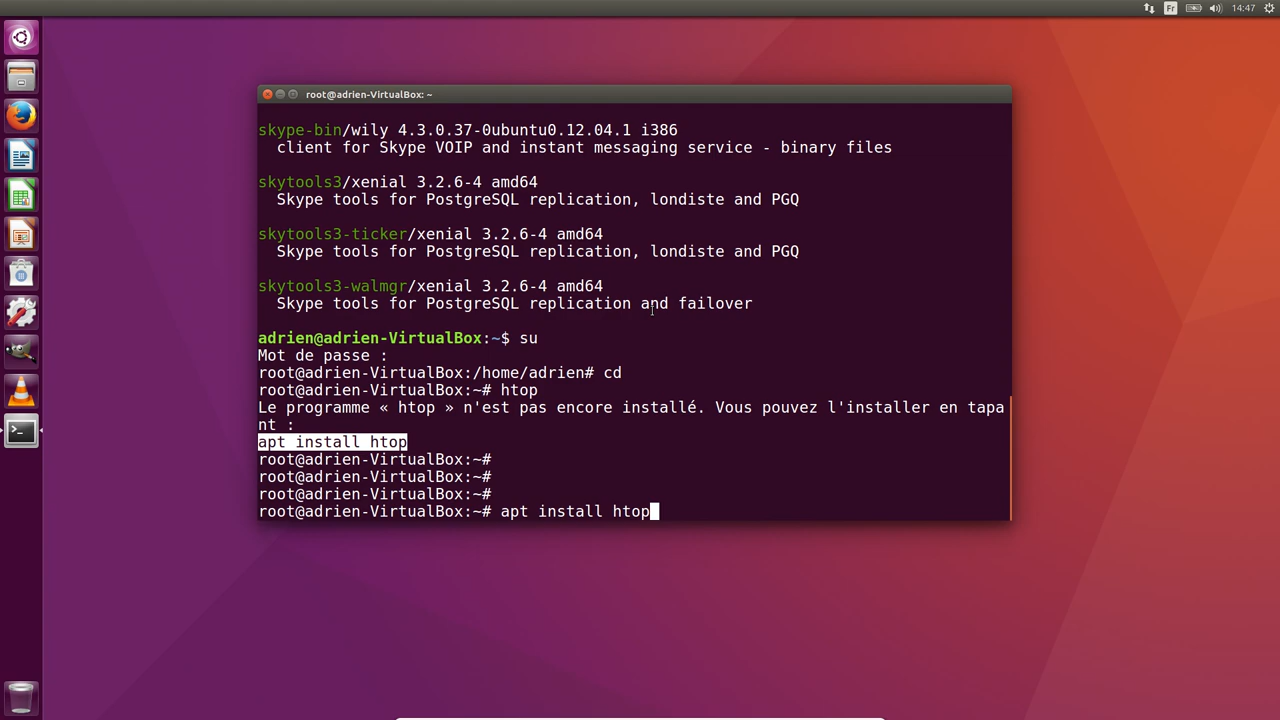 Fr
14:47
root@adrien-VirtualBox: ~
skype-bin/wily 4.3.0.37-0ubuntu0.12.04.1 i386
client for Skype VOIP and instant messaging service - binary files
skytools3/xenial 3.2.6-4 amd64
Skype tools for PostgreSQL replication, londiste and PGQ
skytools3-ticker/xenial 3.2.6-4 amd64
Skype tools for PostgreSQL replication, londiste and PGQ
skytools3-walmgr/xenial 3.2.6-4 amd64
Skype tools for PostgreSQL replication and failover
adrien@adrien-VirtualBox:~$ su
Mot de passe :
root@adrien-VirtualBox:/home/adrien# cd
root@adrien-VirtualBox:~# htop
Le programme « htop » n'est pas encore installé. Vous pouvez l'installer en tapa
nt :
apt install htop
root@adrien-VirtualBox:~#
root@adrien-VirtualBox:~#
root@adrien-VirtualBox:~#
root@adrien-VirtualBox:~# apt install htop